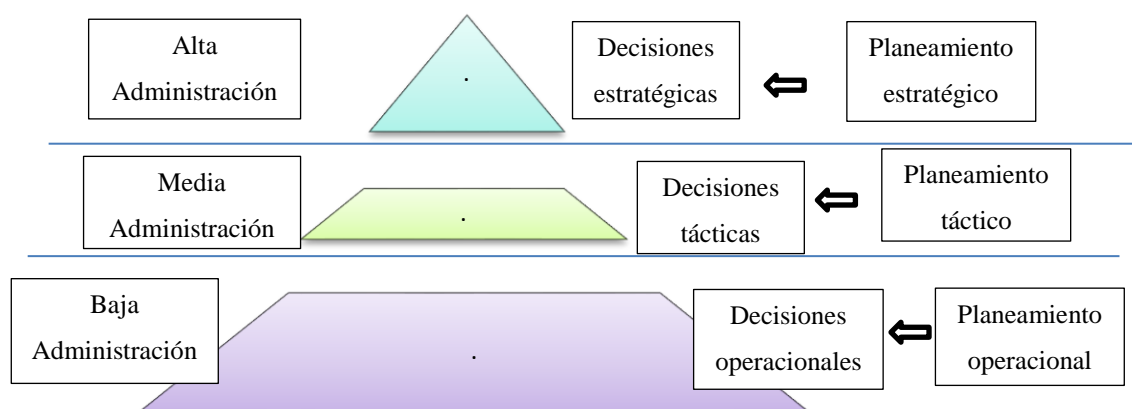 Alta
Administración
.
Decisiones
estratégicas
Planeamiento
estratégico
Media
Administración
.
Decisiones
tácticas
Planeamiento
táctico
Baja
Administración
.
Decisiones
operacionales
Planeamiento
operacional